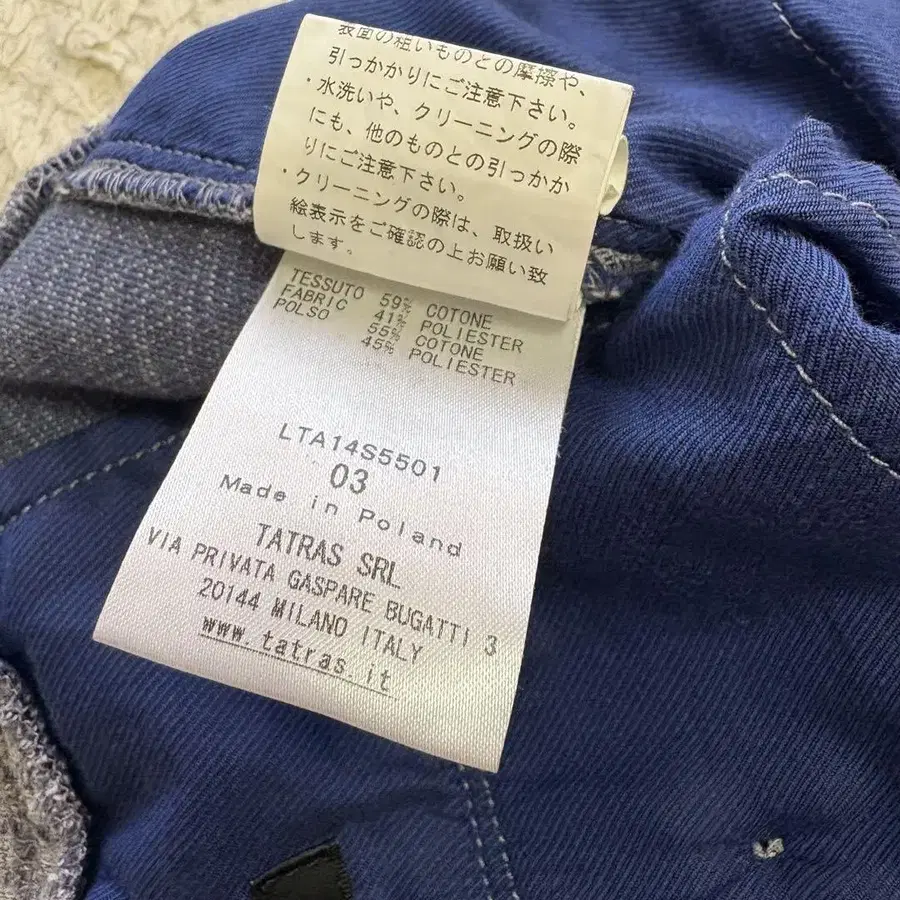 表面の粗いものとの摩擦や、
引っかかりにご注意下さい。
・水洗いや、クリーニングの際
にも、他のものとの引っかか
りにご注意下さい。
・クリーニングの際は、取扱い
絵表示をご確認の上お願い致
します。
TESSUTO 59% COTONE
FABRIC 41% POLIESTER
POLSO 55% COTONE
45% POLIESTER
LTA14S5501
03
Made in Poland
TATRAS SRL
VIA PRIVATA GASPARE BUGATTI 3
20144 MILANO ITALY
www.tatras.it